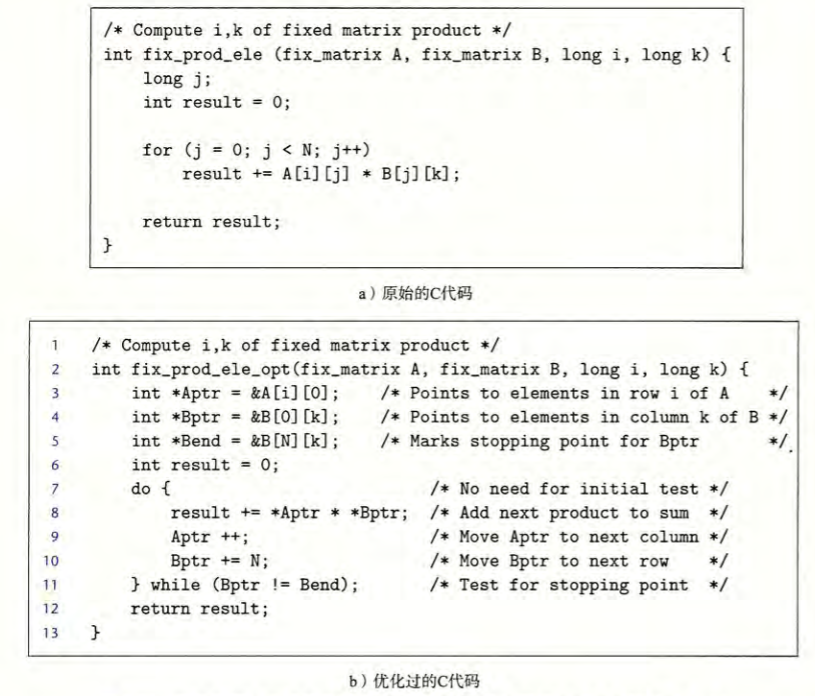 /* Compute i,k of fixed matrix product */
int fix_prod_ele (fix_matrix A, fix_matrix B, long i, long k) {
    long j;
    int result = 0;

    for (j = 0; j < N; j++)
        result += A[i][j] * B[j][k];

    return result;
}
a）原始的C代码
1 /* Compute i,k of fixed matrix product */
2 int fix_prod_ele_opt(fix_matrix A, fix_matrix B, long i, long k) {
3     int *Aptr = &A[i][0];    /* Points to elements in row i of A    */
4     int *Bptr = &B[0][k];    /* Points to elements in column k of B */
5     int *Bend = &B[N][k];    /* Marks stopping point for Bptr       */
6     int result = 0;
7     do {                          /* No need for initial test */
8         result += *Aptr * *Bptr;  /* Add next product to sum  */
9         Aptr ++;                  /* Move Aptr to next column */
10         Bptr += N;                /* Move Bptr to next row    */
11     } while (Bptr != Bend);       /* Test for stopping point  */
12     return result;
13 }
b）优化过的C代码